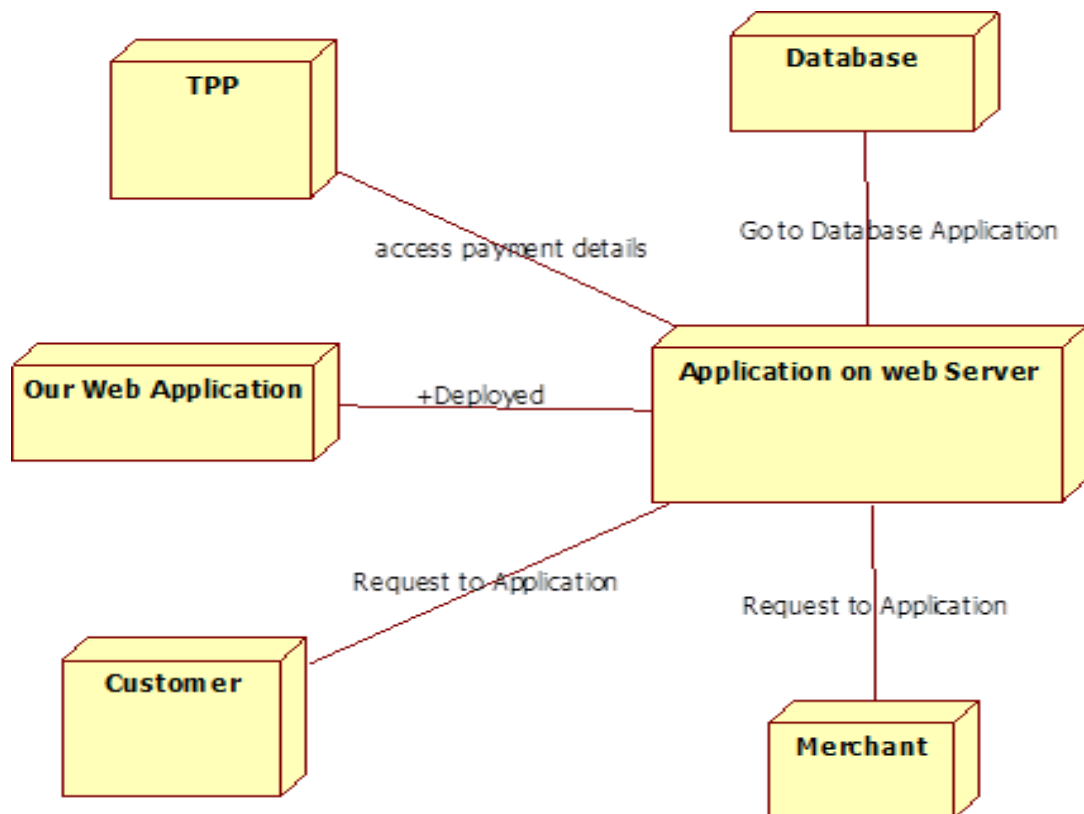 TPP
Database
access payment details
Go to Database Application
Our Web Application
+Deployed
Application on web Server
Request to Application
Request to Application
Customer
Merchant